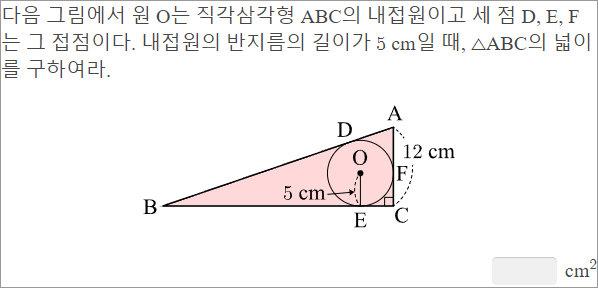 다음 그림에서 원 O는 직각삼각형 ABC의 내접원이고 세 점 D, E, F
는 그 접점이다. 내접원의 반지름의 길이가 5 cm일 때, △ABC의 넓이
를 구하여라.
A
D
O
12 cm
F
5 cm
B
E
C
cm²